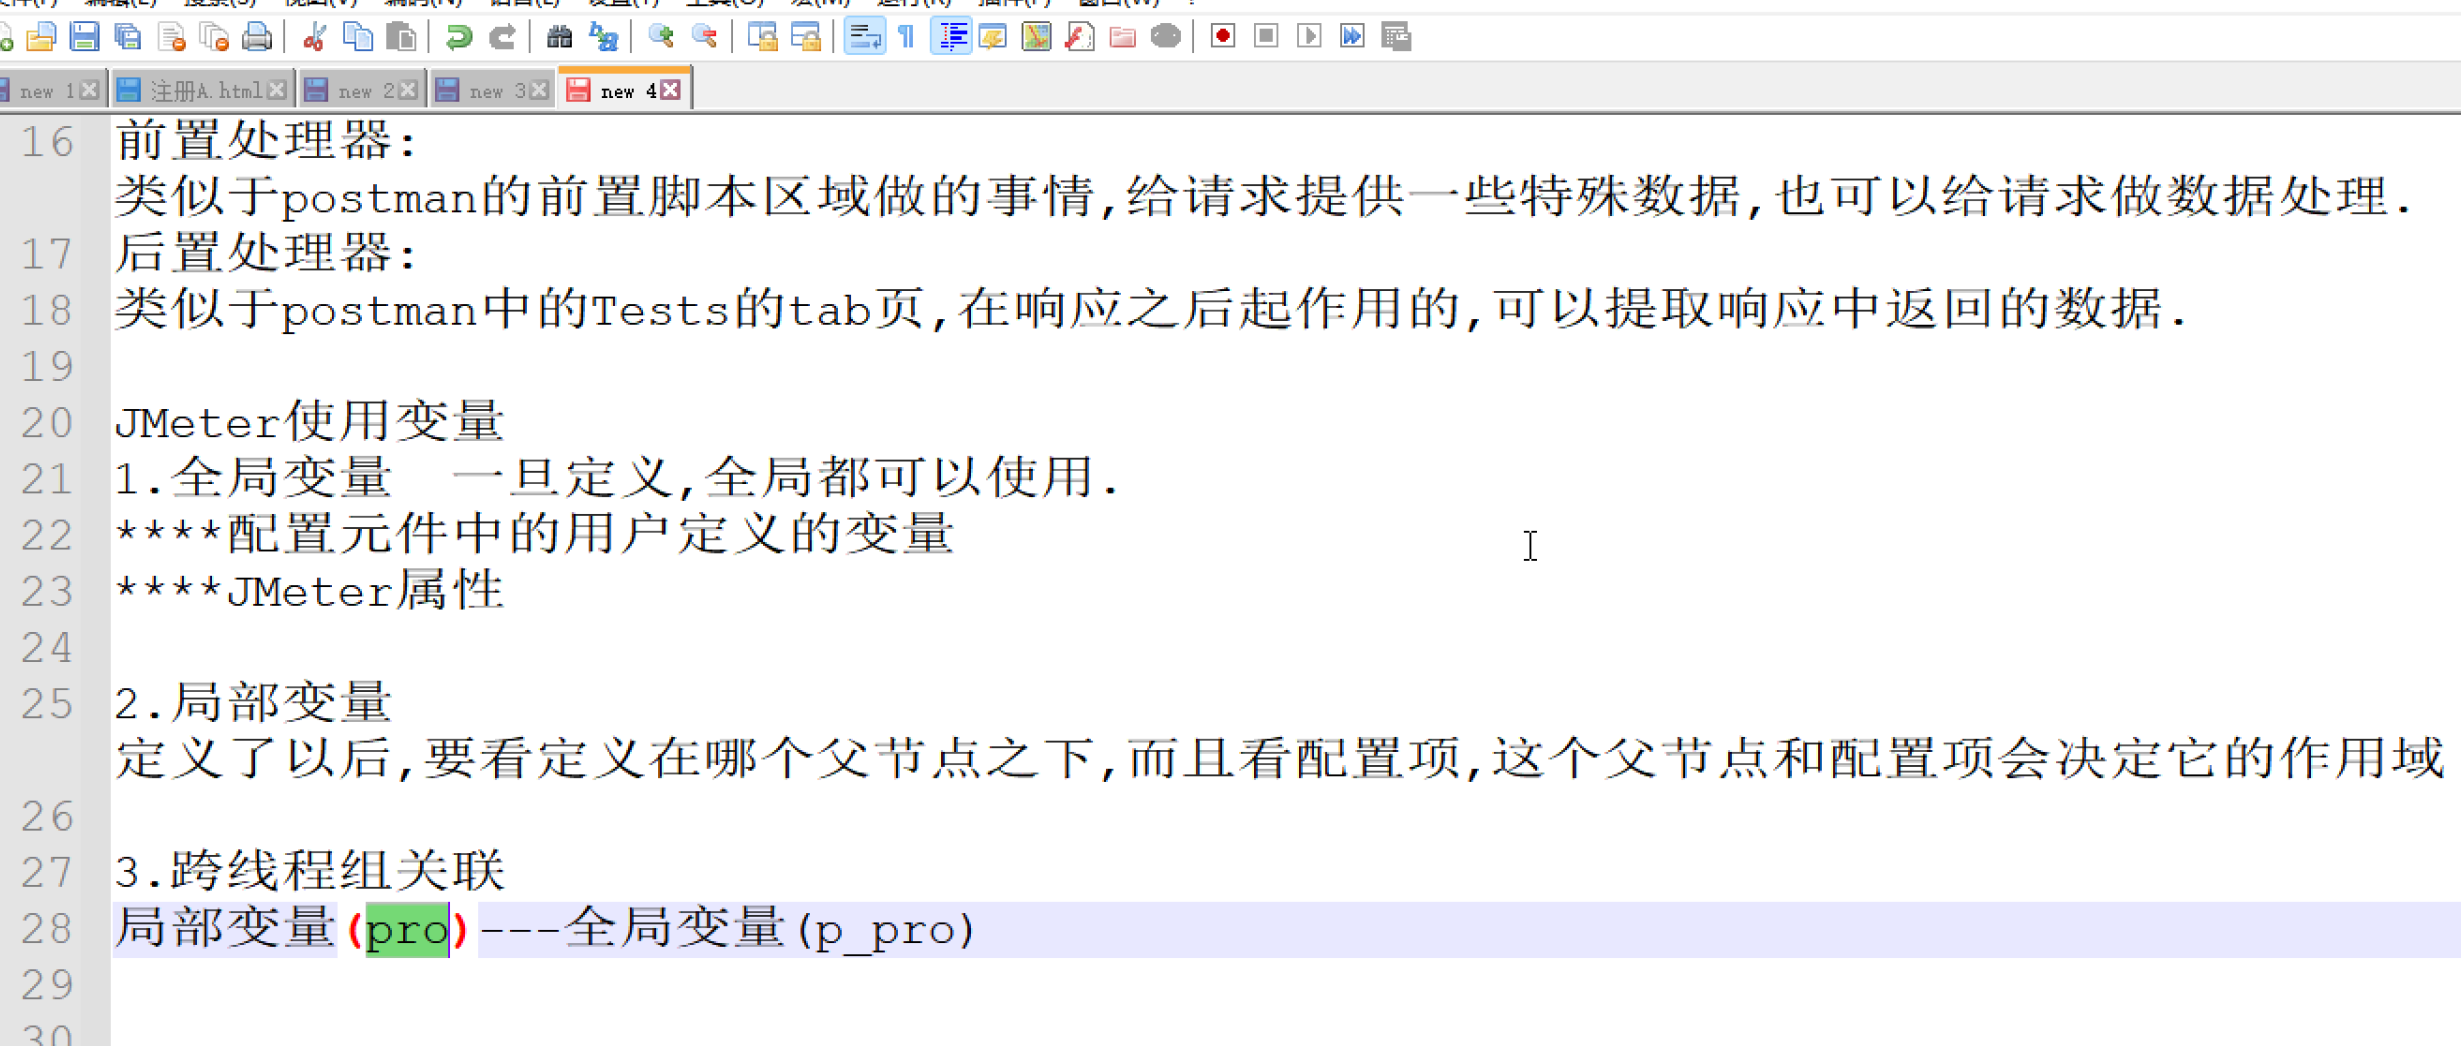 new 1 注册A.html new 2 new 3 new 4
16 前置处理器:
类似于postman的前置脚本区域做的事情,给请求提供一些特殊数据,也可以给请求做数据处理.
17 后置处理器:
18 类似于postman中的Tests的tab页,在响应之后起作用的,可以提取响应中返回的数据.
19
20 JMeter使用变量
21 1.全局变量 一旦定义,全局都可以使用.
22 ****配置元件中的用户定义的变量
23 ****JMeter属性
24
25 2.局部变量
定义了以后,要看定义在哪个父节点之下,而且看配置项,这个父节点和配置项会决定它的作用域
26
27 3.跨线程组关联
28 局部变量(pro)---全局变量(p_pro)
29
30